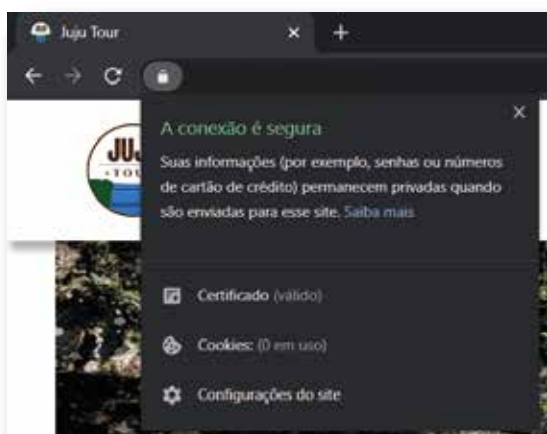 Juju Tour
A conexão é segura
Suas informações (por exemplo, senhas ou números
de cartão de crédito) permanecem privadas quando
são enviadas para esse site. Saiba mais
Certificado (válido)
Cookies: (0 em uso)
Configurações do site